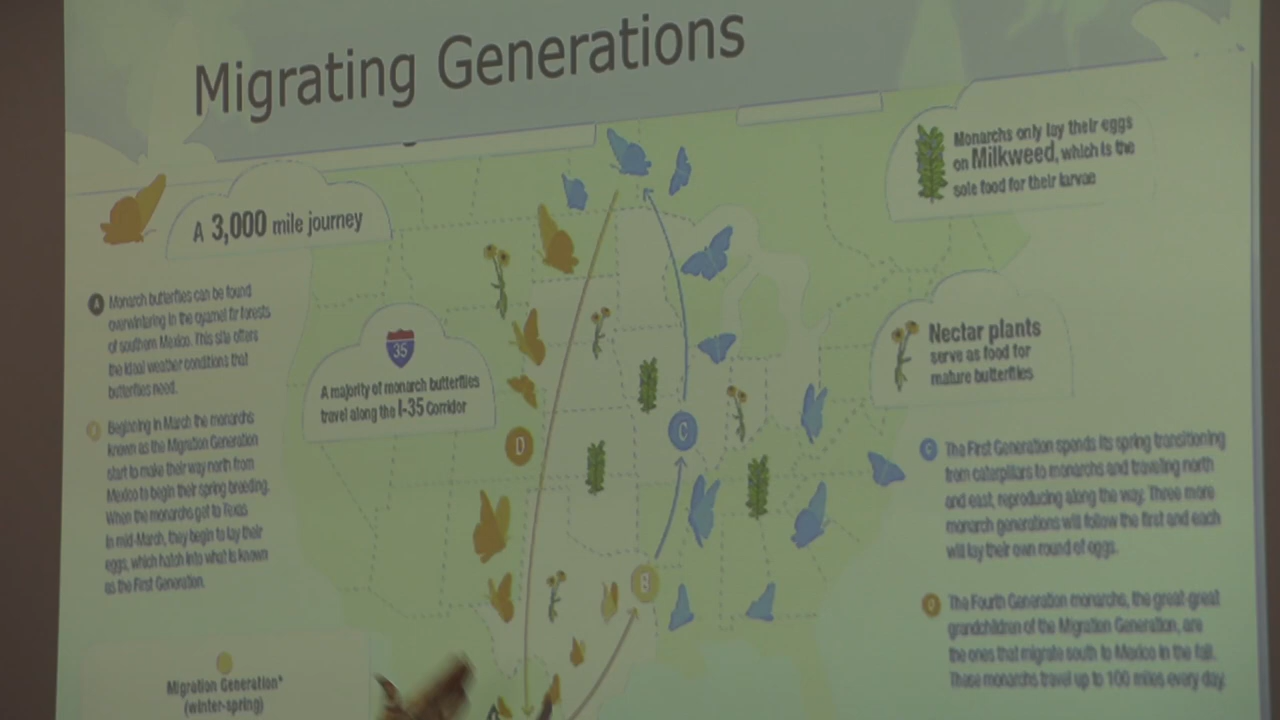 Migrating Generations
A 3,000 mile journey
Monarchs only lay their eggs
on Milkweed, which is the
sole food for their larvae
A
Monarch butterflies can be found
overwintering in the oyamel fir forests
of southern Mexico. This site offers
the ideal weather conditions that
butterflies need.
35
A majority of monarch butterflies
travel along the I-35 Corridor
Nectar plants
serve as food for
mature butterflies
Beginning in March the monarchs
known as the Migration Generation
start to make their way north from
Mexico to begin their spring breeding.
When the monarchs get to Texas
in mid-March, they begin to lay their
eggs, which hatch into what is known
as the First Generation.
D
C
B
C
The First Generation spends its spring transitioning
from caterpillars to monarchs and traveling north
and east, reproducing along the way. Three more
monarch generations will follow the first and each
will lay their own round of eggs.
D
The Fourth Generation monarchs, the great-great
grandchildren of the Migration Generation, are
the ones that migrate south to Mexico in the fall.
These monarchs travel up to 100 miles every day.
Migration Generation*
(winter-spring)